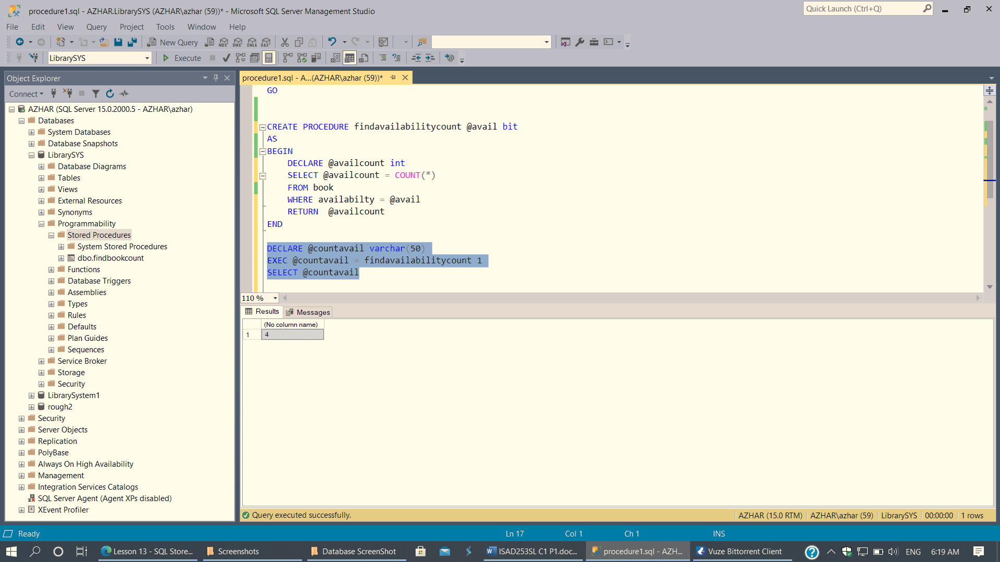 procedure1.sql - AZHAR.LibrarySYS (AZHAR\azhar (59))* - Microsoft SQL Server Management Studio
Quick Launch (Ctrl+Q)
File Edit View Query Project Tools Window Help
New Query MDX DMX XMLA DAX
LibrarySYS Execute
Object Explorer
Connect
AZHAR (SQL Server 15.0.2000.5 - AZHAR\azhar)
Databases
System Databases
Database Snapshots
LibrarySYS
Database Diagrams
Tables
Views
External Resources
Synonyms
Programmability
Stored Procedures
System Stored Procedures
dbo.findbookcount
Functions
Database Triggers
Assemblies
Types
Rules
Defaults
Plan Guides
Sequences
Service Broker
Storage
Security
LibrarySystem1
rough2
Security
Server Objects
Replication
PolyBase
Always On High Availability
Management
Integration Services Catalogs
SQL Server Agent (Agent XPs disabled)
XEvent Profiler
procedure1.sql - A...(AZHAR\azhar (59))*
GO
CREATE PROCEDURE findavailabilitycount @avail bit
AS
BEGIN
DECLARE @availcount int
SELECT @availcount = COUNT(*)
FROM book
WHERE availabilty = @avail
RETURN @availcount
END
DECLARE @countavail varchar(50)
EXEC @countavail = findavailabilitycount 1
SELECT @countavail
110 %
Results Messages
(No column name)
1 4
Query executed successfully. AZHAR (15.0 RTM) AZHAR\azhar (59) LibrarySYS 00:00:00 1 rows
Ready Ln 17 Col 1 Ch 1 INS
Lesson 13 - SQL Store... Screenshots Database ScreenShot ISAD253SL C1 P1.doc... procedure1.sql - AZH... Vuze Bittorrent Client ENG 6:19 AM